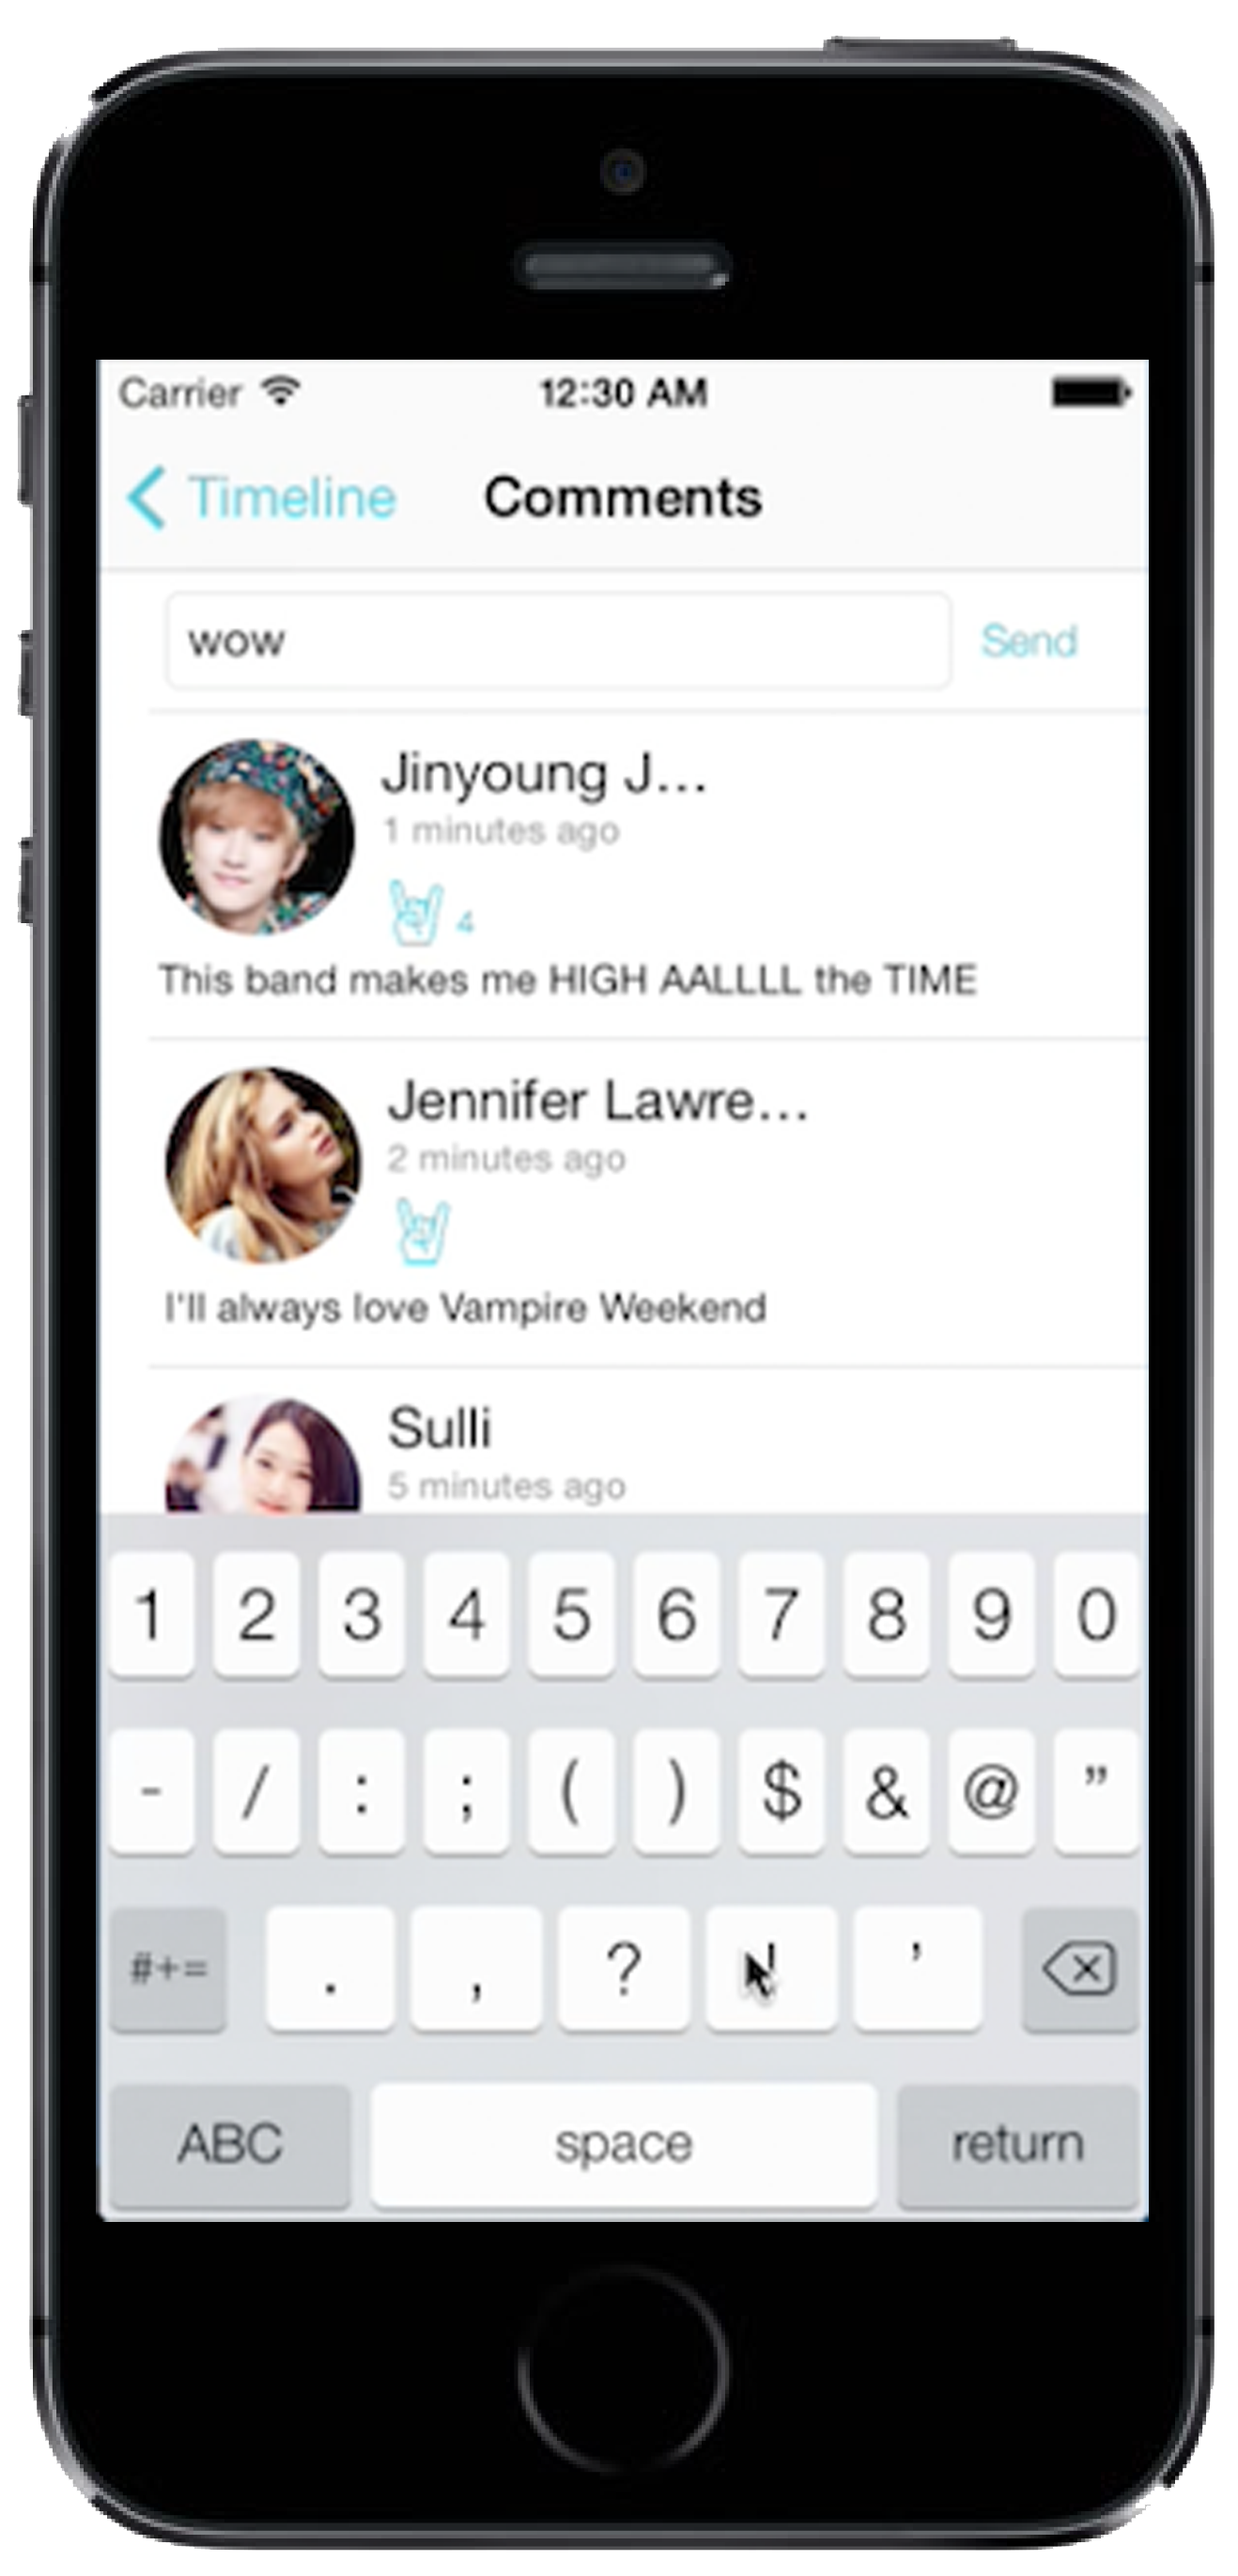 Carrier 12:30 AM
Timeline Comments
wow Send
Jinyoung J...
1 minutes ago
4
This band makes me HIGH AALLLL the TIME
Jennifer Lawre...
2 minutes ago
I'll always love Vampire Weekend
Sulli
5 minutes ago
1 2 3 4 5 6 7 8 9 0
- / : ; ( ) $ & @ ”
#+= . , ? ! ’
ABC space return